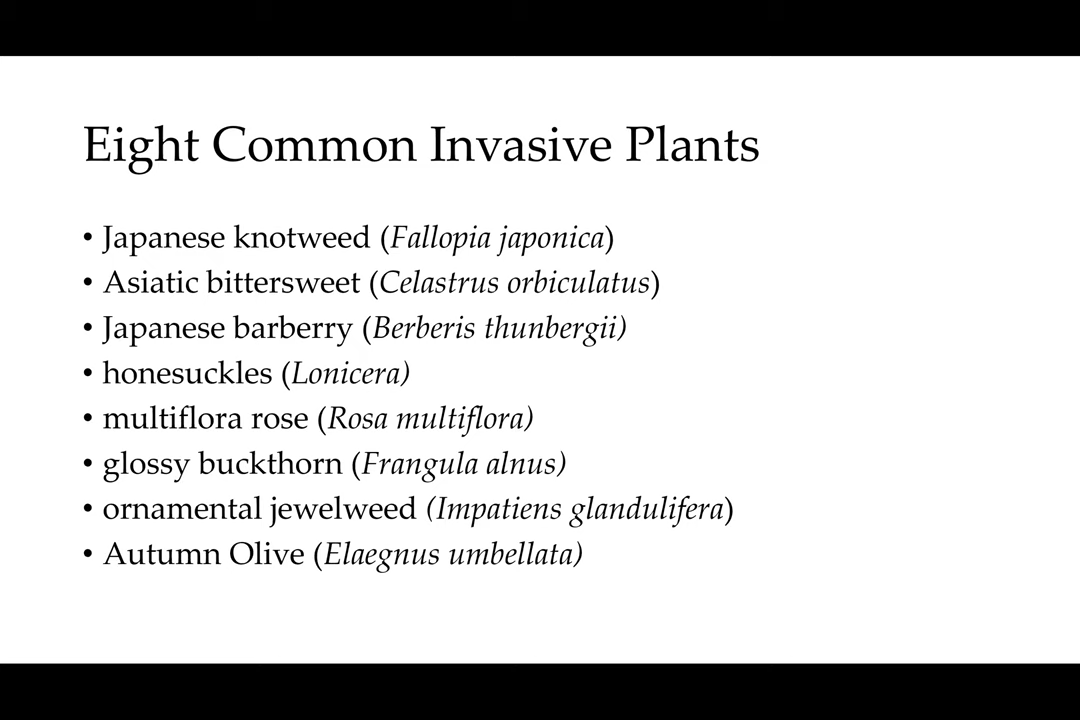 Eight Common Invasive Plants
• Japanese knotweed (Fallopia japonica)
• Asiatic bittersweet (Celastrus orbiculatus)
• Japanese barberry (Berberis thunbergii)
• honesuckles (Lonicera)
• multiflora rose (Rosa multiflora)
• glossy buckthorn (Frangula alnus)
• ornamental jewelweed (Impatiens glandulifera)
• Autumn Olive (Elaegnus umbellata)